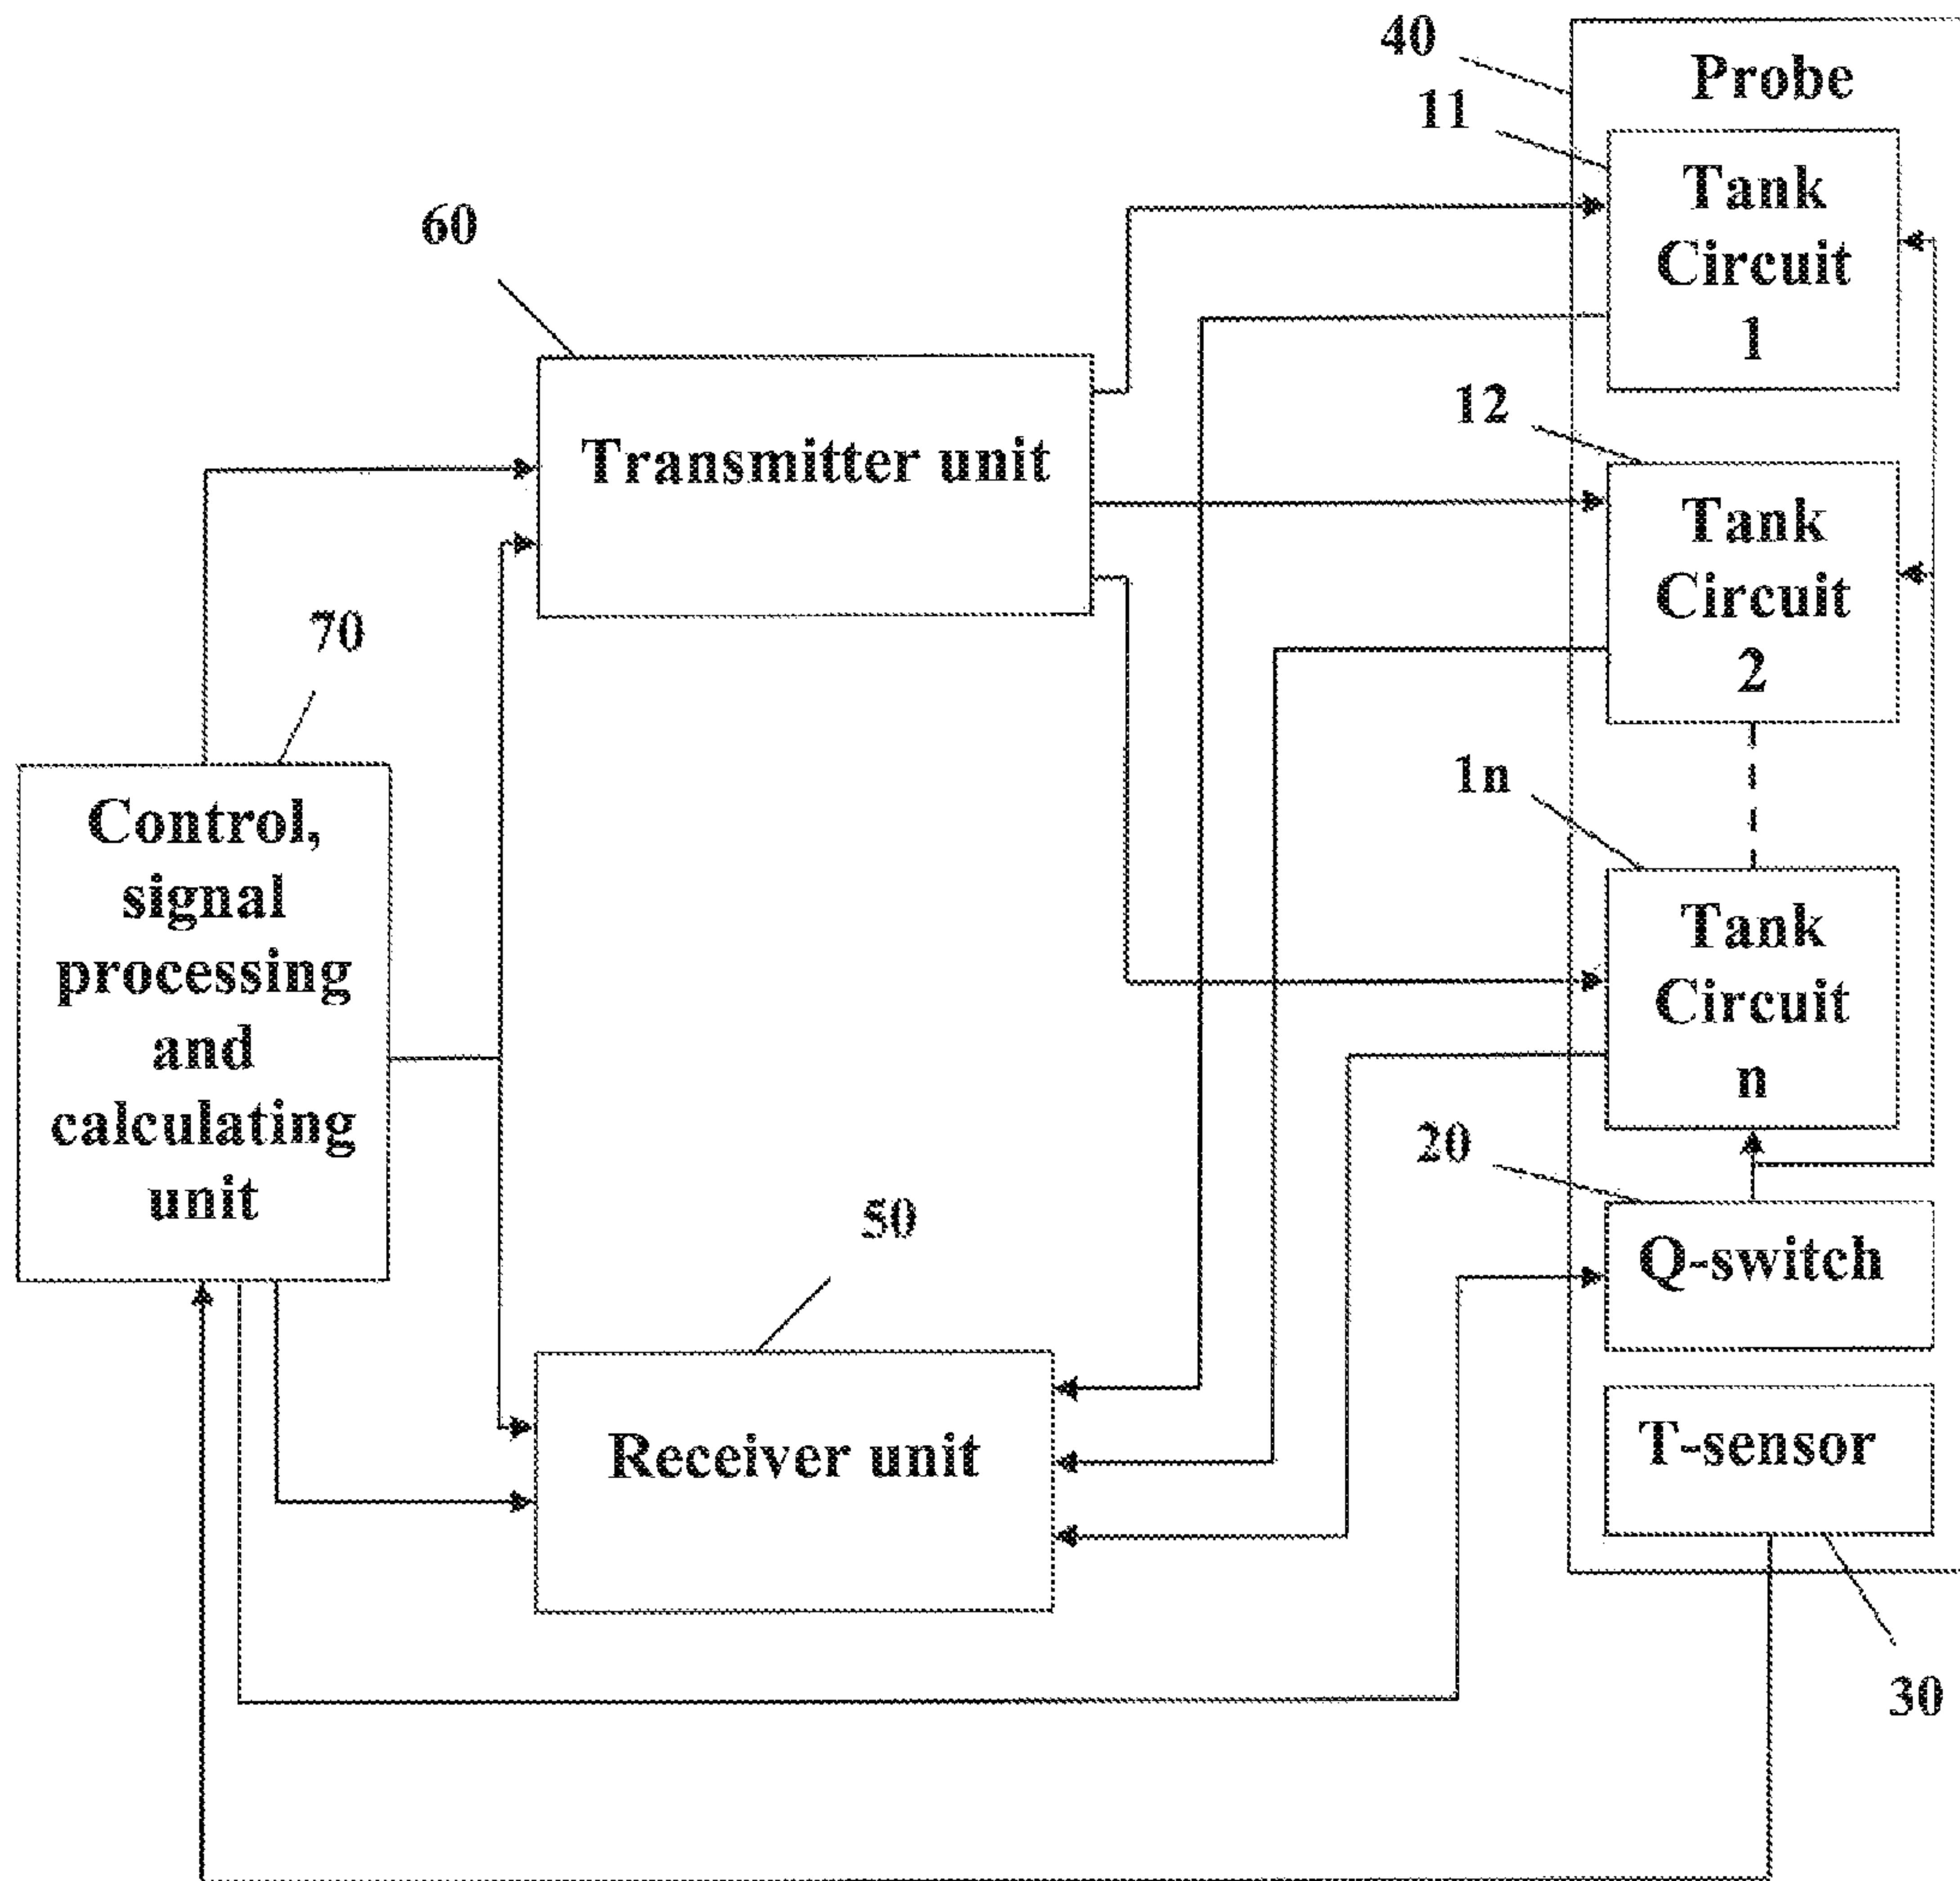 40
Probe
11
Tank
Circuit
1
60
Transmitter unit
12
Tank
Circuit
2
70
Control,
signal
processing
and
calculating
unit
1n
Tank
Circuit
n
20
Q-switch
50
Receiver unit
T-sensor
30